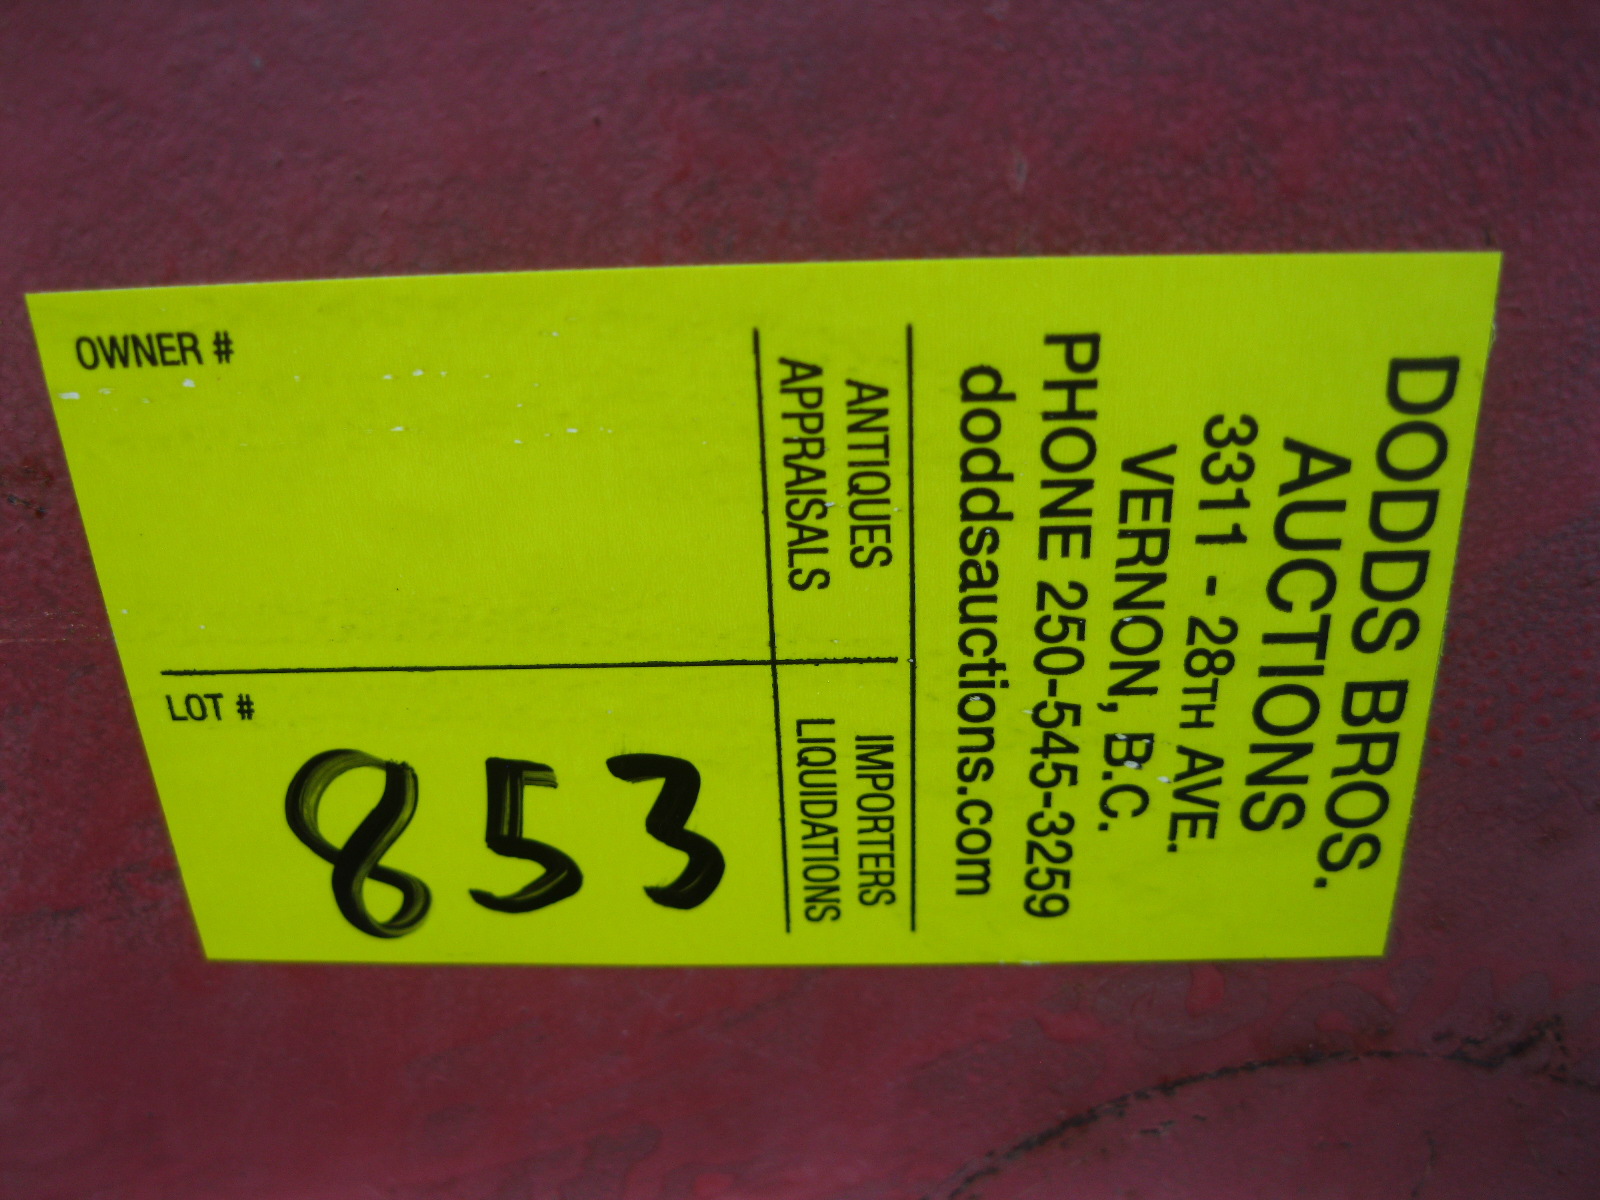 DODDS BROS.
AUCTIONS
3311 - 28TH AVE.
VERNON, B.C.
PHONE 250-545-3259
doddsauctions.com
ANTIQUES
APPRAISALS
IMPORTERS
LIQUIDATIONS
OWNER #
LOT #
853